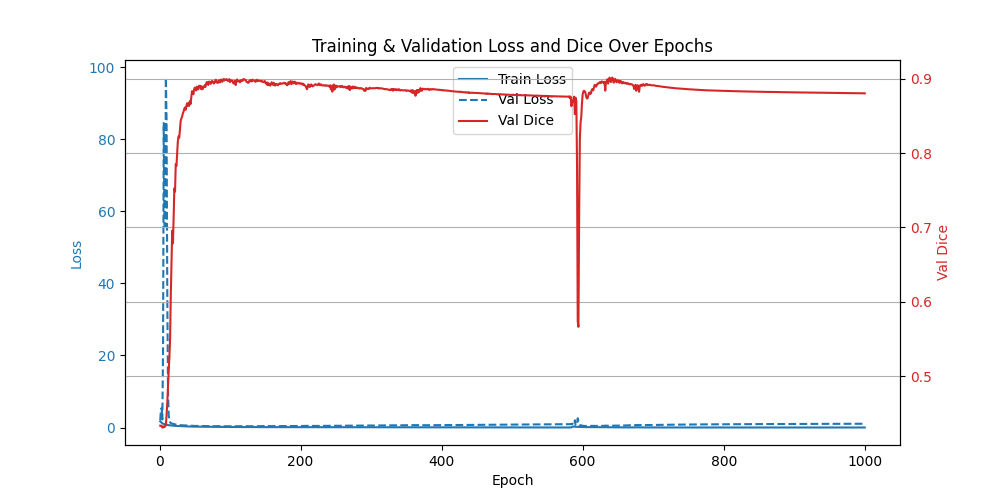 Training & Validation Loss and Dice Over Epochs
Train Loss
Val Loss
Val Dice
Loss
100
80
60
40
20
0
0.9
0.8
0.7
0.6
0.5
Val Dice
0 200 400 600 800 1000
Epoch